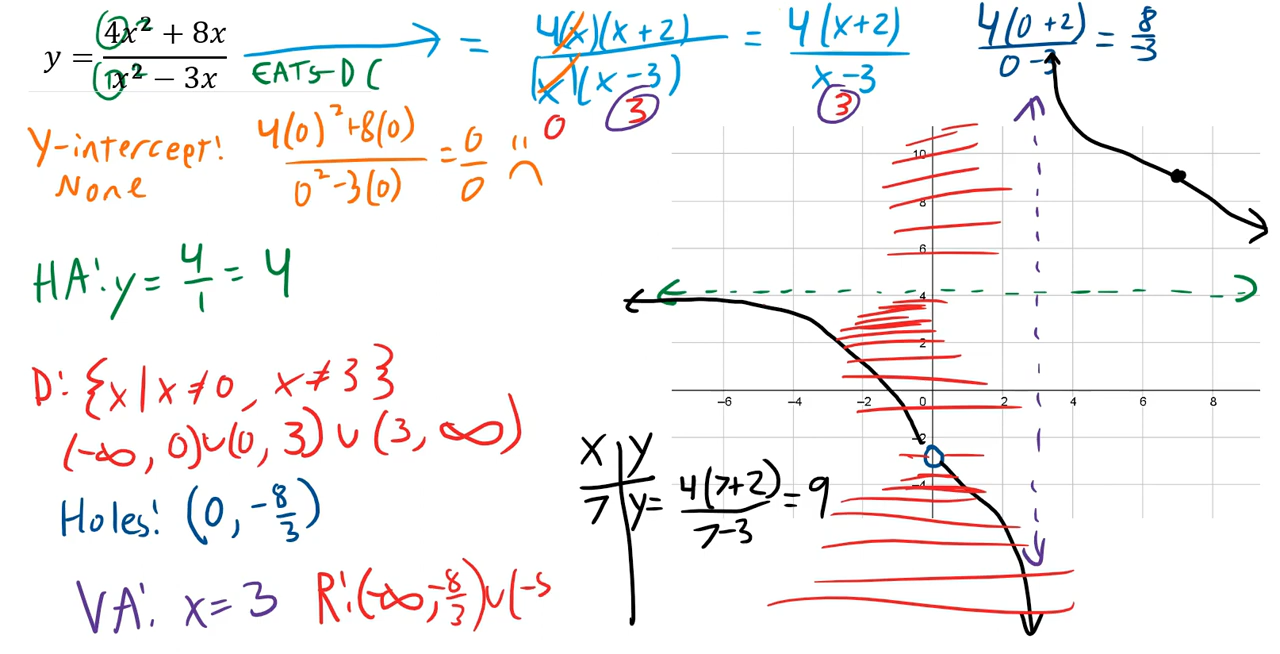 y = (4x² + 8x)/(x² − 3x) EATS-DC → = 4(x)(x+2)/(x)(x−3) = 4(x+2)/(x−3) 4(0+2)/(0−3) = 8/-3
0 3 3
Y-intercept: 4(0)²+8(0)/0²−3(0) = 0/0
None
HA: y = 4/1 = 4
D: {x | x≠0, x≠3}
(-∞, 0)∪(0, 3)∪(3, ∞)
Holes: (0, -8/3)
VA: x = 3 R: (-∞, -8/3)∪(-
x | y
7 | y = 4(7+2)/7−3 = 9
10
8
6
4
2
-6 -4 -2 0 2 4 6 8
-2
-4